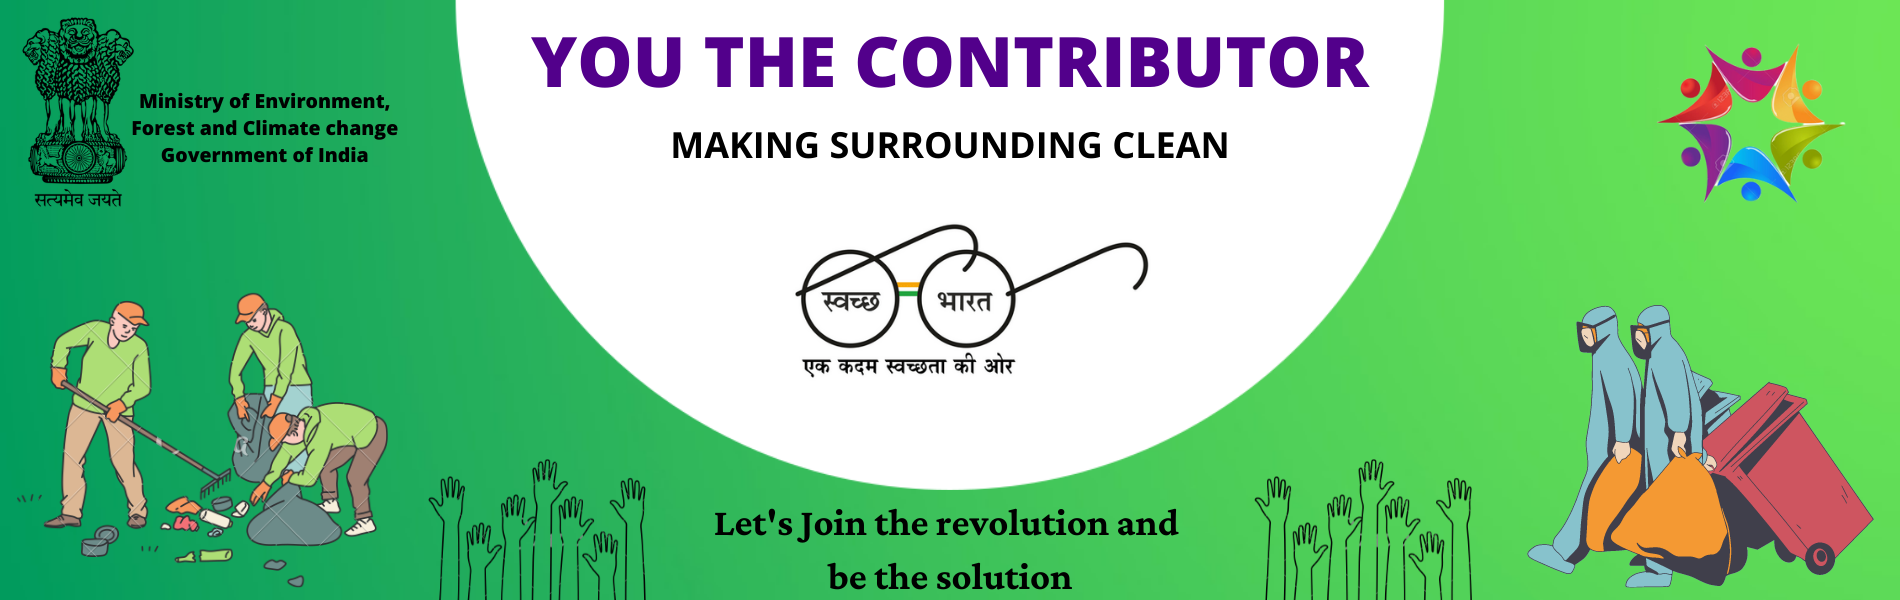 YOU THE CONTRIBUTOR
MAKING SURROUNDING CLEAN
Ministry of Environment,
Forest and Climate change
Government of India
सत्यमेव जयते
स्वच्छ भारत
एक कदम स्वच्छता की ओर
Let's Join the revolution and
be the solution